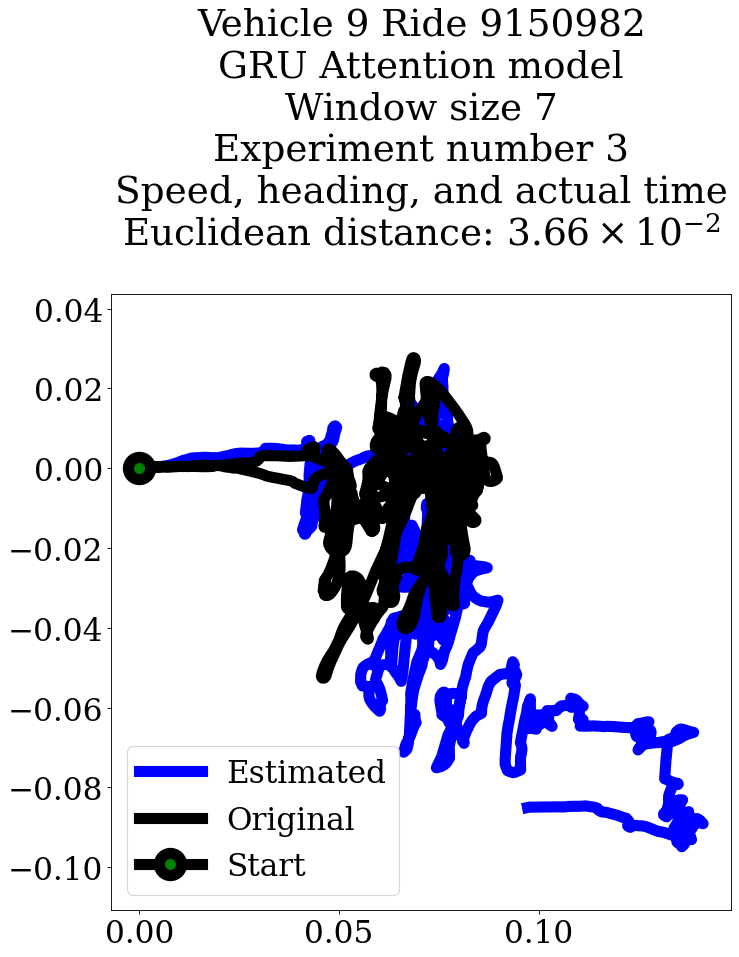 Vehicle 9 Ride 9150982
GRU Attention model
Window size 7
Experiment number 3
Speed, heading, and actual time
Euclidean distance: 3.66 × 10⁻²
0.04
0.02
0.00
−0.02
−0.04
−0.06
−0.08
−0.10
Estimated
Original
Start
0.00 0.05 0.10